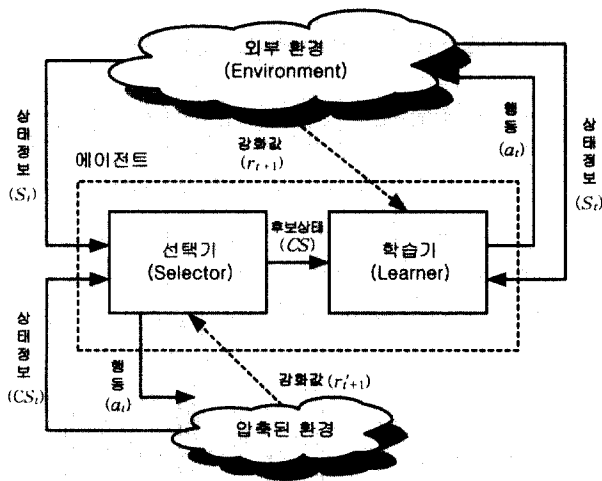 외부 환경
(Environment)
상태정보
(S_t)
에이전트
강화값
(r_{t+1})
행동
(a_t)
상태정보
(S_t)
선택기
(Selector)
후보상태
(CS)
학습기
(Learner)
상태정보
(CS_t)
행동
(a_t)
강화값 (r'_{t+1})
압축된 환경